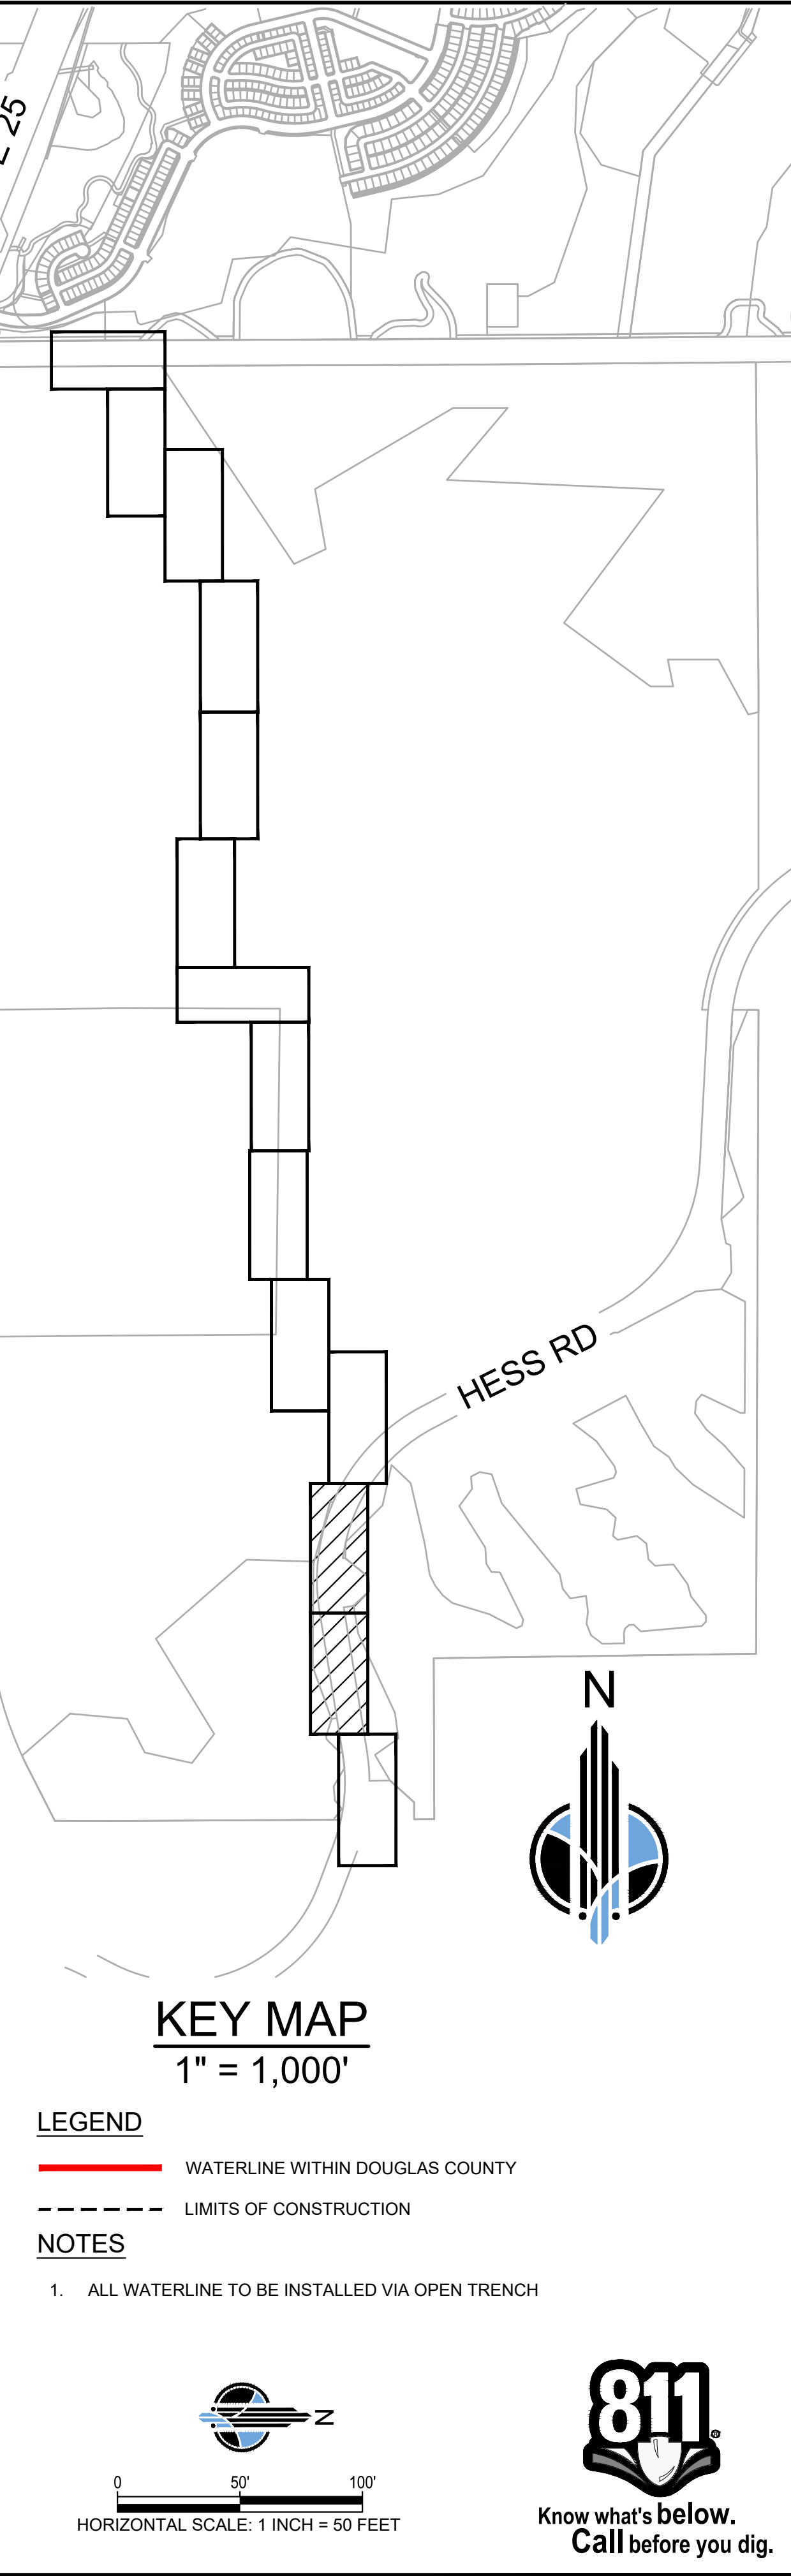 25
HESS RD
N
KEY MAP
1" = 1,000'
LEGEND
WATERLINE WITHIN DOUGLAS COUNTY
LIMITS OF CONSTRUCTION
NOTES
1. ALL WATERLINE TO BE INSTALLED VIA OPEN TRENCH
N
0 50' 100'
HORIZONTAL SCALE: 1 INCH = 50 FEET
811
Know what's below.
Call before you dig.